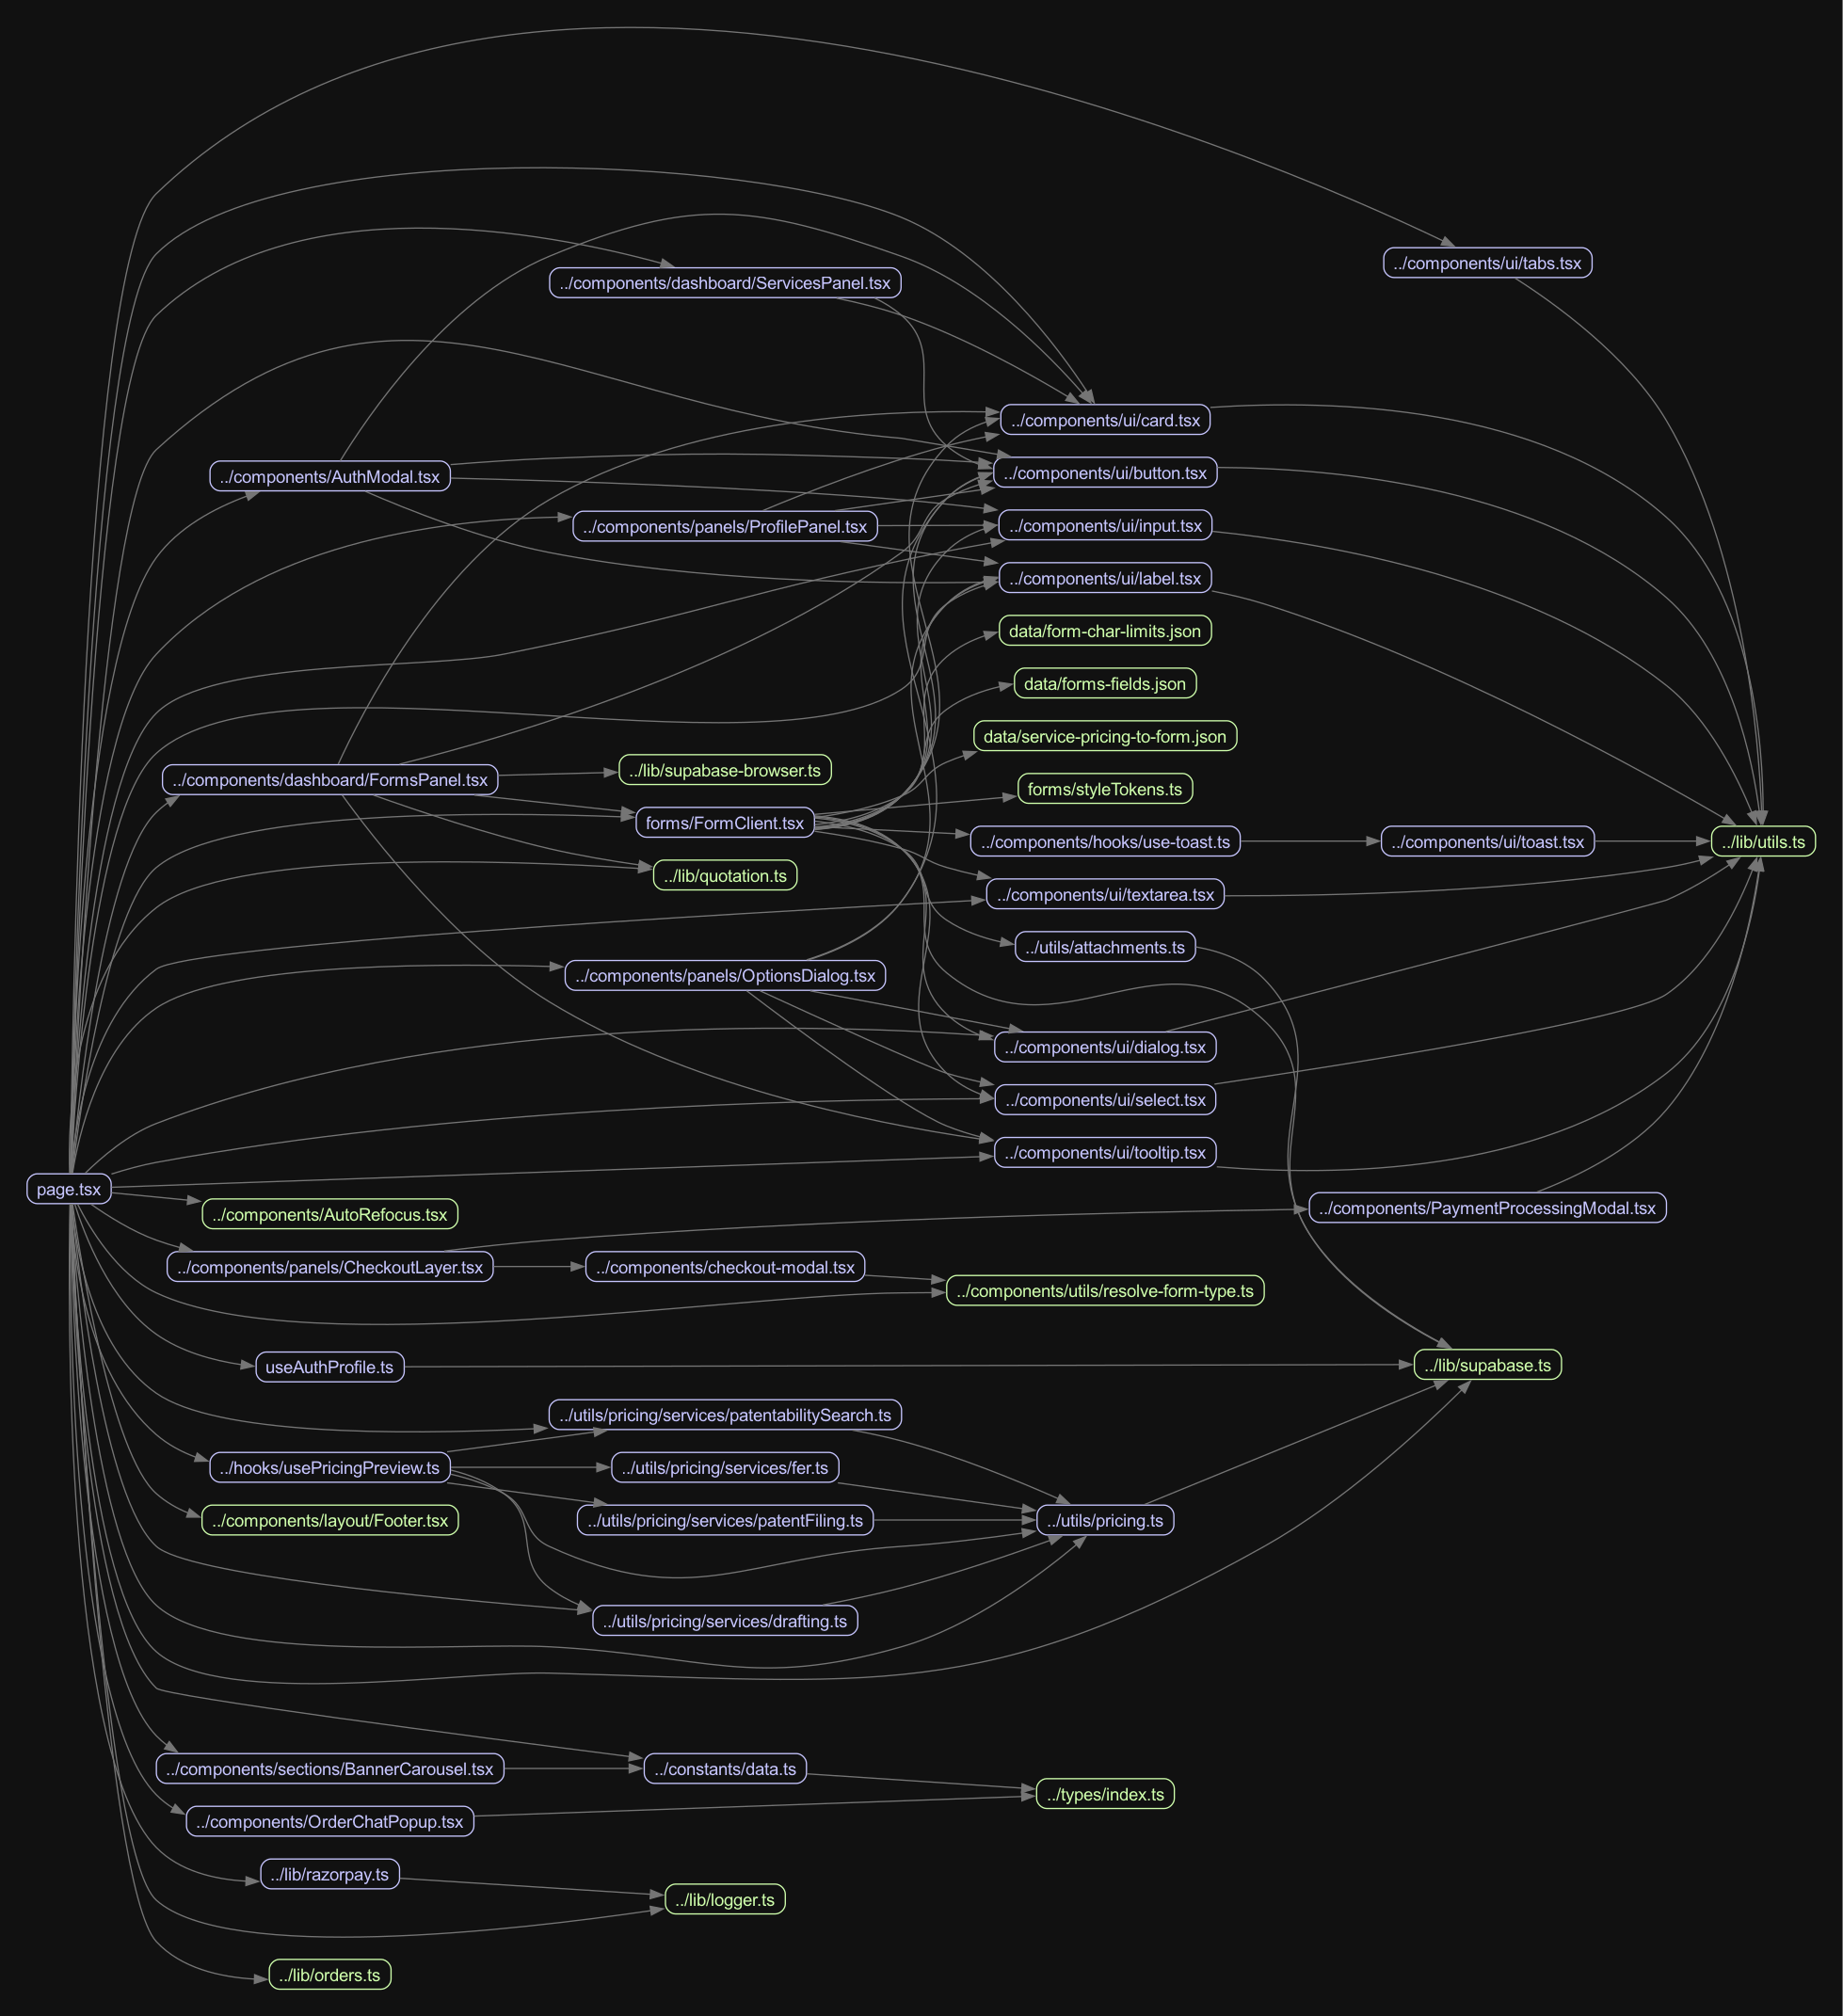 ../components/ui/tabs.tsx
../components/dashboard/ServicesPanel.tsx
../components/ui/card.tsx
../components/AuthModal.tsx
../components/ui/button.tsx
../components/panels/ProfilePanel.tsx
../components/ui/input.tsx
../components/ui/label.tsx
data/form-char-limits.json
data/forms-fields.json
data/service-pricing-to-form.json
../components/dashboard/FormsPanel.tsx
../lib/supabase-browser.ts
forms/styleTokens.ts
forms/FormClient.tsx
../components/hooks/use-toast.ts
../components/ui/toast.tsx
../lib/utils.ts
../lib/quotation.ts
../components/ui/textarea.tsx
../utils/attachments.ts
../components/panels/OptionsDialog.tsx
../components/ui/dialog.tsx
../components/ui/select.tsx
../components/ui/tooltip.tsx
page.tsx
../components/AutoRefocus.tsx
../components/PaymentProcessingModal.tsx
../components/panels/CheckoutLayer.tsx
../components/checkout-modal.tsx
../components/utils/resolve-form-type.ts
useAuthProfile.ts
../lib/supabase.ts
../utils/pricing/services/patentabilitySearch.ts
../hooks/usePricingPreview.ts
../utils/pricing/services/fer.ts
../components/layout/Footer.tsx
../utils/pricing/services/patentFiling.ts
../utils/pricing.ts
../utils/pricing/services/drafting.ts
../components/sections/BannerCarousel.tsx
../constants/data.ts
../types/index.ts
../components/OrderChatPopup.tsx
../lib/razorpay.ts
../lib/logger.ts
../lib/orders.ts